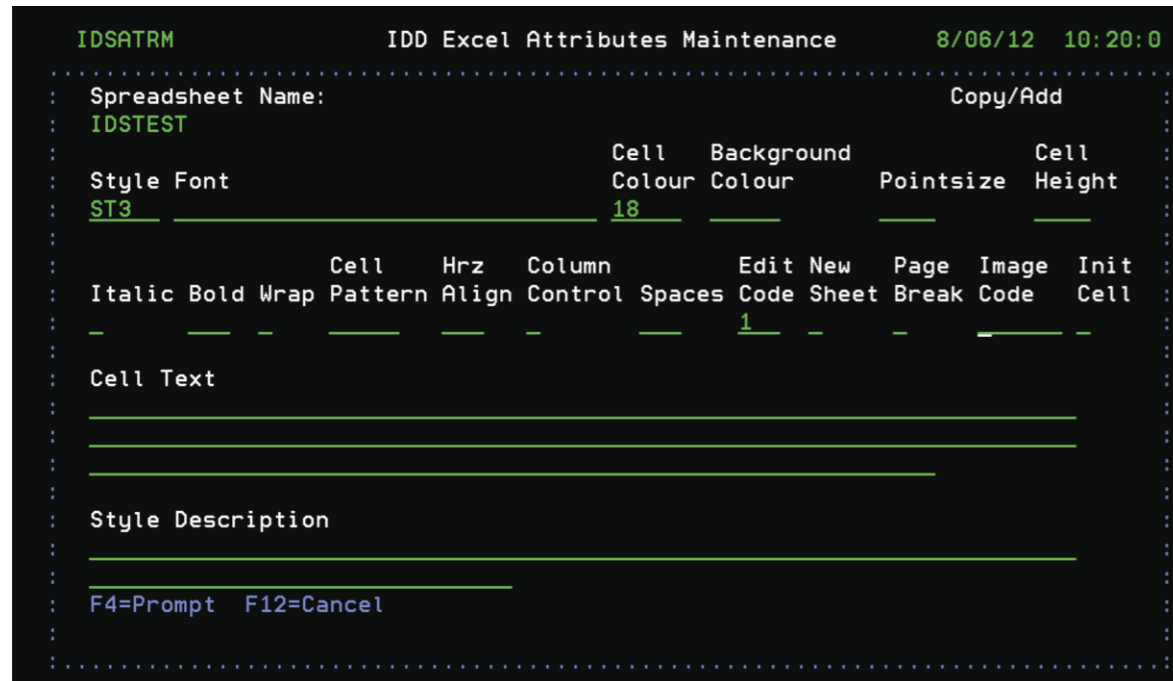 IDSATRM IDD Excel Attributes Maintenance 8/06/12 10:20:0
Spreadsheet Name: Copy/Add
IDSTEST
Cell Background Cell
Style Font Colour Colour Pointsize Height
ST3 18
Cell Hrz Column Edit New Page Image Init
Italic Bold Wrap Pattern Align Control Spaces Code Sheet Break Code Cell
1
Cell Text
Style Description
F4=Prompt F12=Cancel